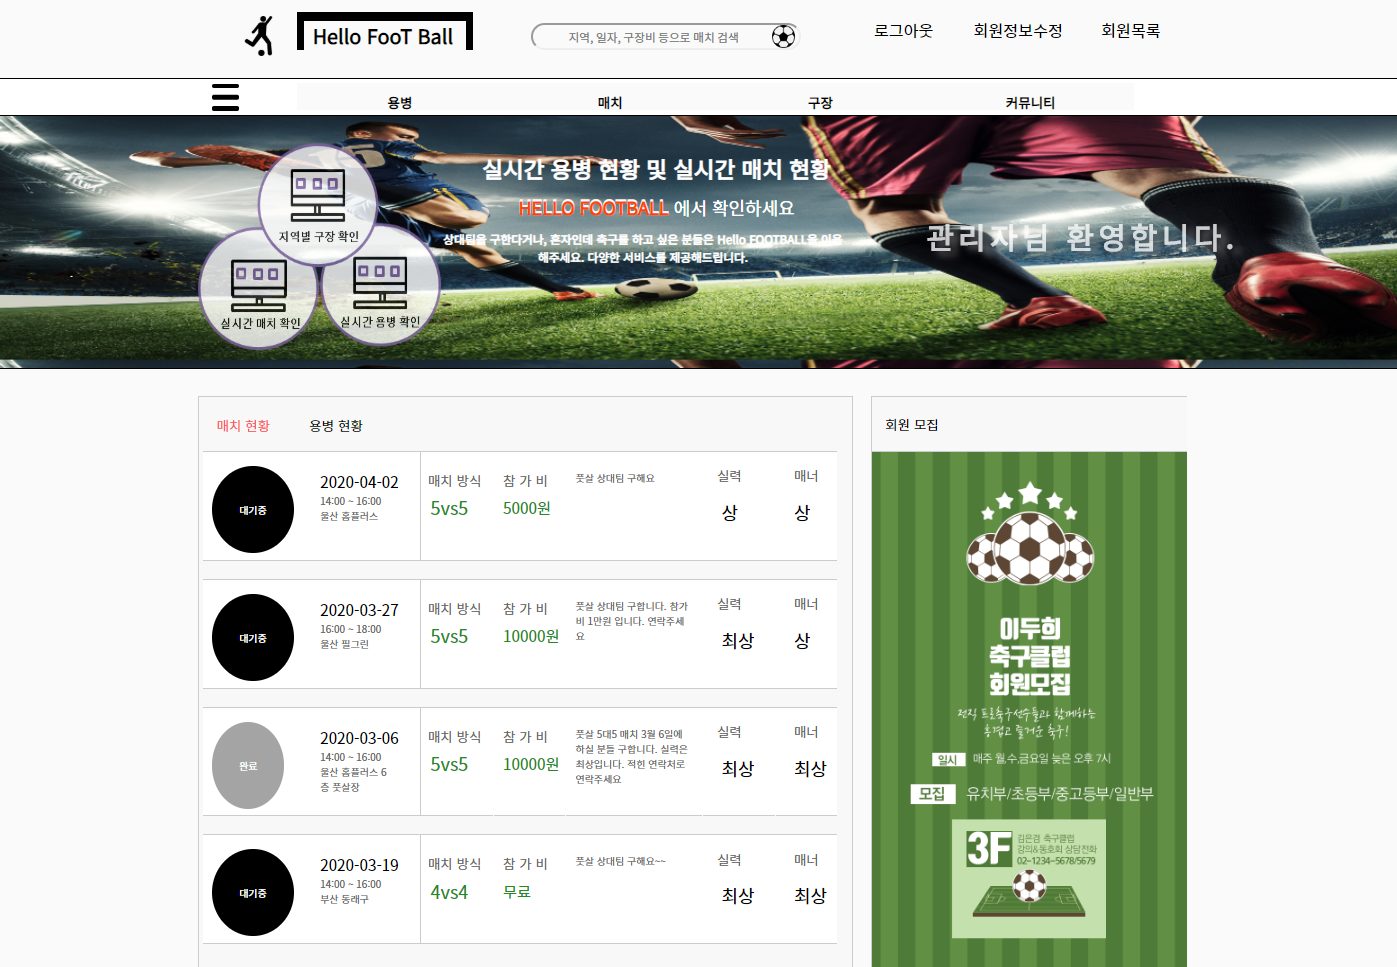 Hello FooT Ball
지역, 일자, 구장비 등으로 매치 검색
로그아웃
회원정보수정
회원목록
용병
매치
구장
커뮤니티
실시간 용병 현황 및 실시간 매치 현황
HELLO FOOTBALL 에서 확인하세요
상대팀을 구한다거나, 혼자인데 축구를 하고 싶은 분들은 Hello FOOTBALL을 이용
해주세요. 다양한 서비스를 제공해드립니다.
지역별 구장 확인
실시간 매치 확인
실시간 용병 확인
관리자님 환영합니다.
매치 현황
용병 현황
대기중
2020-04-02
14:00 ~ 16:00
울산 홈플러스
매치 방식
5vs5
참 가 비
5000원
풋살 상대팀 구해요
실력
상
매너
상
대기중
2020-03-27
16:00 ~ 18:00
울산 필그린
매치 방식
5vs5
참 가 비
10000원
풋살 상대팀 구합니다. 참가
비 1만원 입니다. 연락주세
요
실력
최상
매너
상
완료
2020-03-06
14:00 ~ 16:00
울산 홈플러스 6
층 풋살장
매치 방식
5vs5
참 가 비
10000원
풋살 5대5 매치 3월 6일에
하실 분들 구합니다. 실력은
최상입니다. 적힌 연락처로
연락주세요
실력
최상
매너
최상
대기중
2020-03-19
14:00 ~ 16:00
부산 동래구
매치 방식
4vs4
참 가 비
무료
풋살 상대팀 구해요~~
실력
최상
매너
최상
회원 모집
이두희
축구클럽
회원모집
전직 프로축구선수들과 함께하는
흥겹고 즐거운 축구!
일시 매주 월,수,금요일 늦은 오후 7시
모집 유치부/초등부/중고등부/일반부
3F
김은겸 축구클럽
강의&동호회 상담전화
02-1234-5678/5679